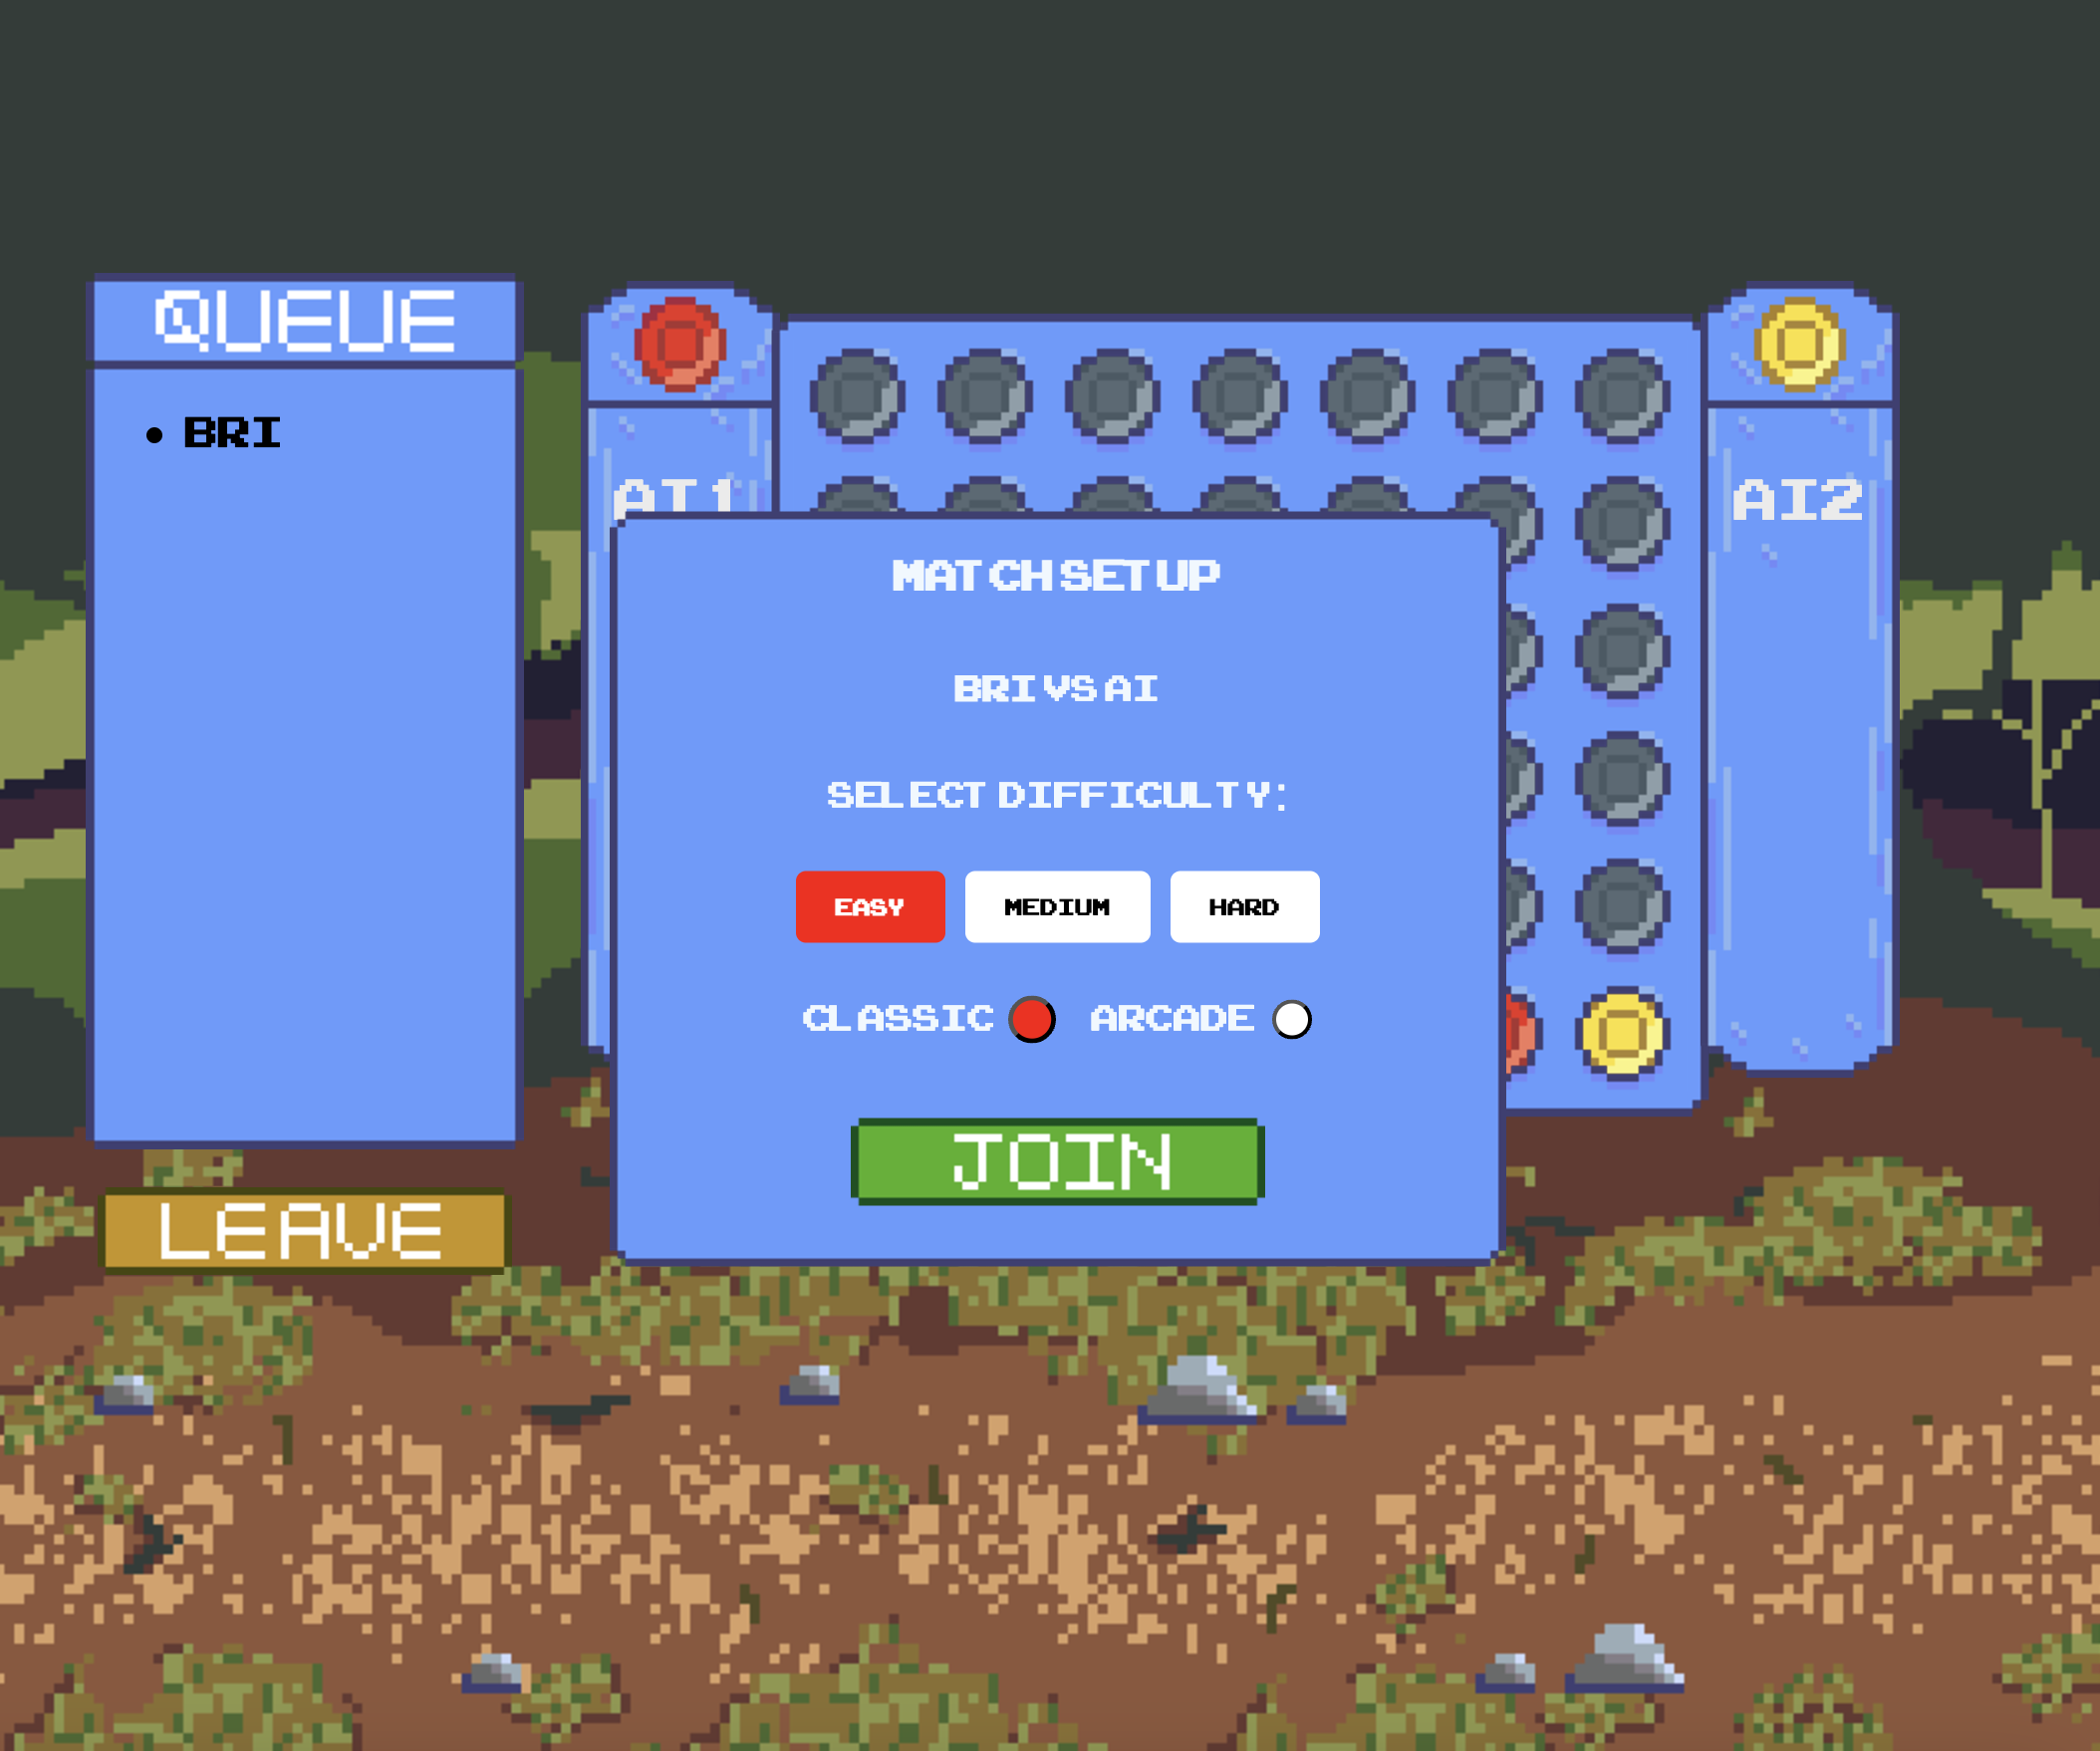 QUEUE
BRI
AI1
AI2
MATCH SETUP
BRI VS AI
SELECT DIFFICULTY:
EASY MEDIUM HARD
CLASSIC ARCADE
JOIN
LEAVE